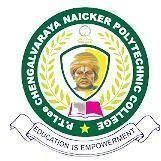 P.T.Lee CHENGALVARAYA NAICKER POLYTECHNIC COLLEGE
EDUCATION IS EMPOWERMENT